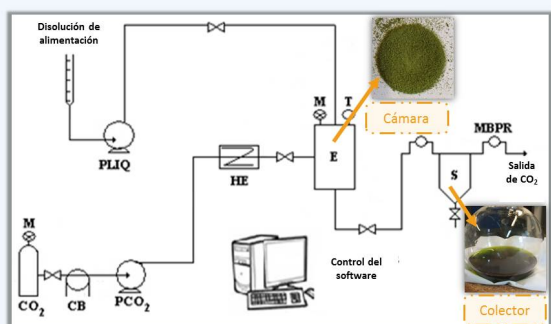 Disolución de
alimentación
PLIQ
M
T
E
Cámara
HE
MBPR
Salida
de CO₂
S
M
CO₂
CB
PCO₂
Control del
software
Colector